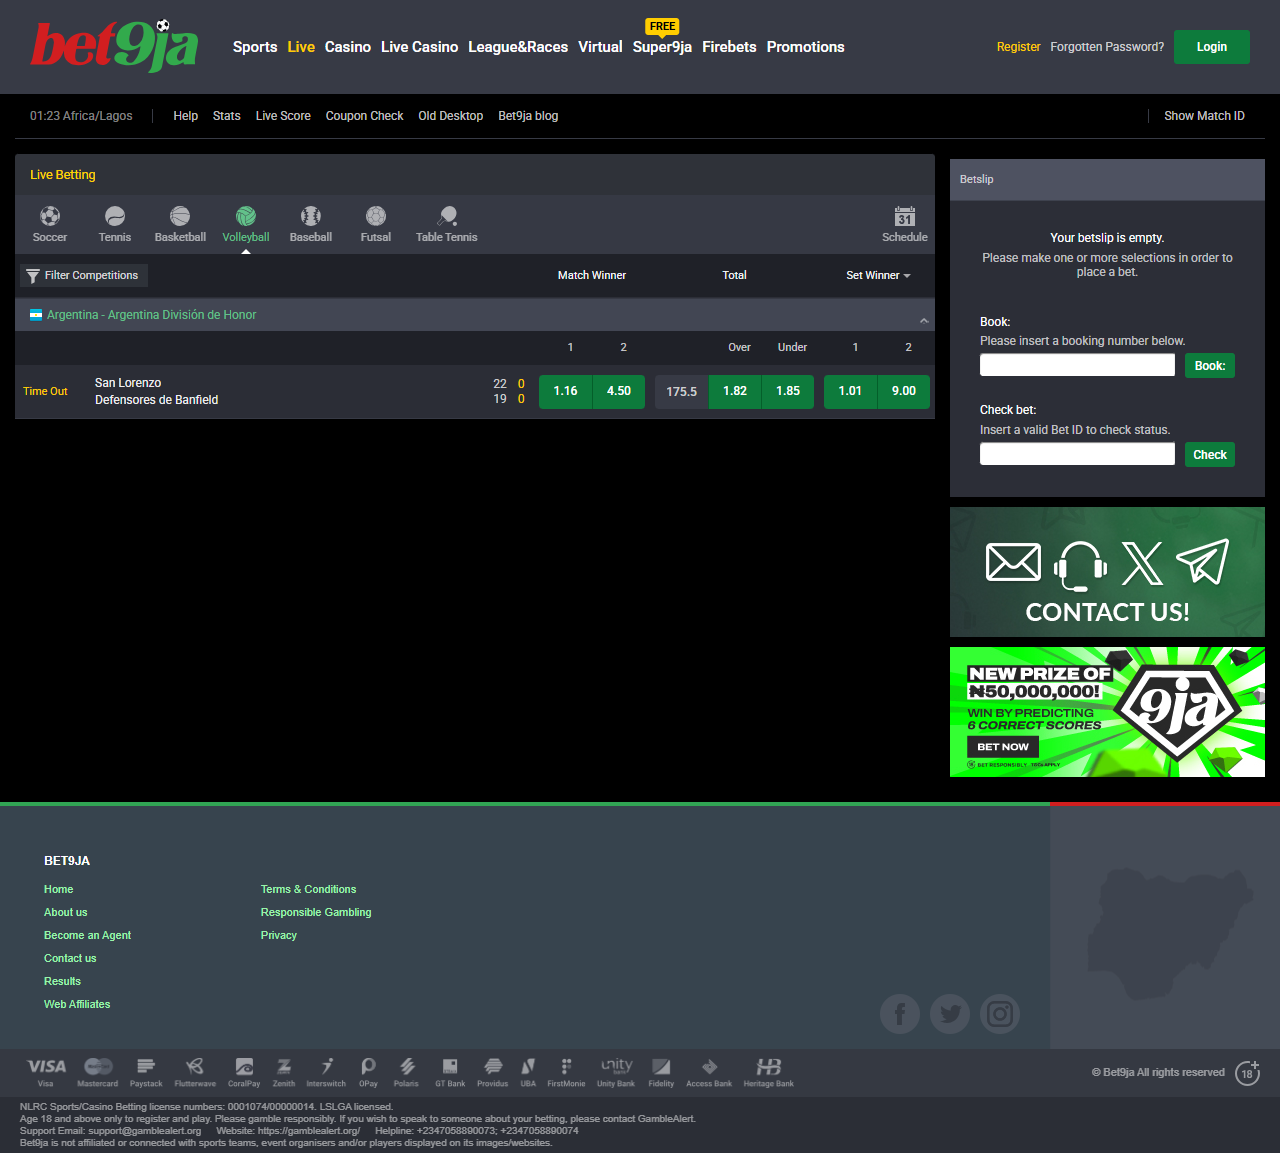 bet9ja
Sports Live Casino Live Casino League&Races Virtual Super9ja Firebets Promotions
FREE
Register Forgotten Password? Login
01:23 Africa/Lagos Help Stats Live Score Coupon Check Old Desktop Bet9ja blog Show Match ID
Live Betting
Soccer Tennis Basketball Volleyball Baseball Futsal Table Tennis 31 Schedule
Filter Competitions Match Winner Total Set Winner
Argentina - Argentina División de Honor
1 2 Over Under 1 2
Time Out
San Lorenzo 22 0
Defensores de Banfield 19 0
1.16 4.50 175.5 1.82 1.85 1.01 9.00
Betslip
Your betslip is empty.
Please make one or more selections in order to
place a bet.
Book:
Please insert a booking number below.
Book:
Check bet:
Insert a valid Bet ID to check status.
Check
CONTACT US!
NEW PRIZE OF
₦50,000,000!
WIN BY PREDICTING
6 CORRECT SCORES
BET NOW
BET RESPONSIBLY
9ja
BET9JA
Home Terms & Conditions
About us Responsible Gambling
Become an Agent Privacy
Contact us
Results
Web Affiliates
VISA unity HB
Visa Mastercard Paystack Flutterwave CoralPay Zenith Interswitch OPay Polaris GT Bank Providus UBA FirstMonie Unity Bank Fidelity Access Bank Heritage Bank
© Bet9ja All rights reserved 18+
NLRC Sports/Casino Betting license numbers: 0001074/00000014. LSLGA licensed.
Age 18 and above only to register and play. Please gamble responsibly. If you wish to speak to someone about your betting, please contact GambleAlert.
Support Email: support@gamblealert.org Website: https://gamblealert.org/ Helpline: +2347058890073; +2347058890074
Bet9ja is not affiliated or connected with sports teams, event organisers and/or players displayed on its images/websites.